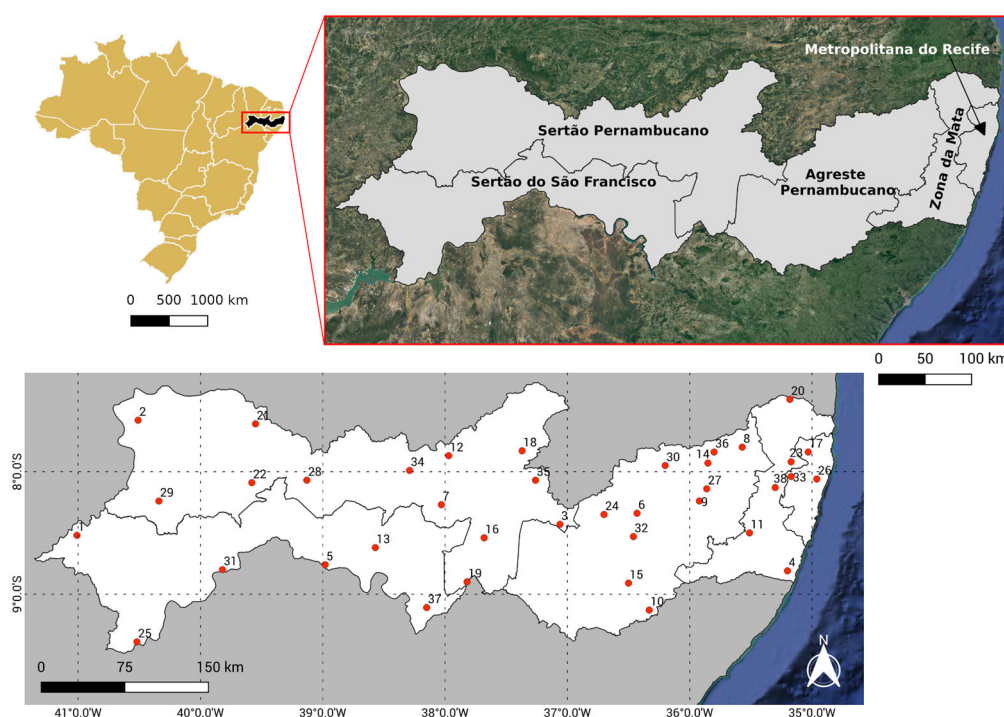 Metropolitana do Recife
Sertão Pernambucano
Zona da Mata
Agreste
Pernambucano
Sertão do São Francisco
0 500 1000 km
0 50 100 km
20
2
21
12
18
36
8
17
14
30
23
34
35
26
22
28
33
38
27
29
7
9
24
6
3
11
1
16
32
13
5
31
4
19
15
37
10
25
8°0.0'S
9°0.0'S
N
0 75 150 km
41°0.0.W 40°0.0.W 39°0.0.W 38°0.0.W 37°0.0.W 36°0.0.W 35°0.0.W